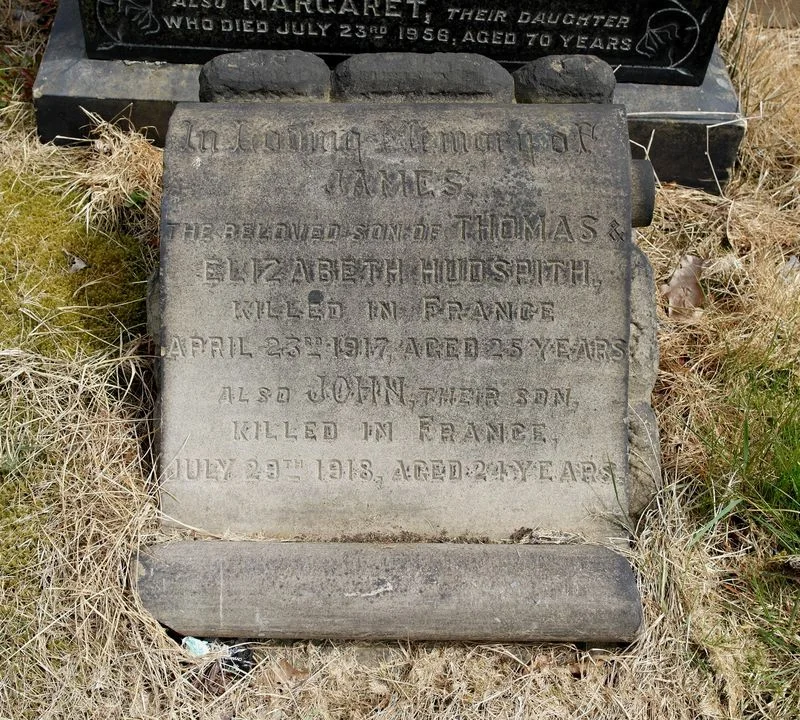 ALSO MARGARET, THEIR DAUGHTER
WHO DIED JULY 23RD 1956, AGED 70 YEARS
In Loving Memory of
JAMES,
THE BELOVED SON OF THOMAS &
ELIZABETH HUDSPITH,
KILLED IN FRANCE
APRIL 23RD 1917, AGED 25 YEARS
ALSO JOHN, THEIR SON,
KILLED IN FRANCE,
JULY 29TH 1918, AGED 24 YEARS.